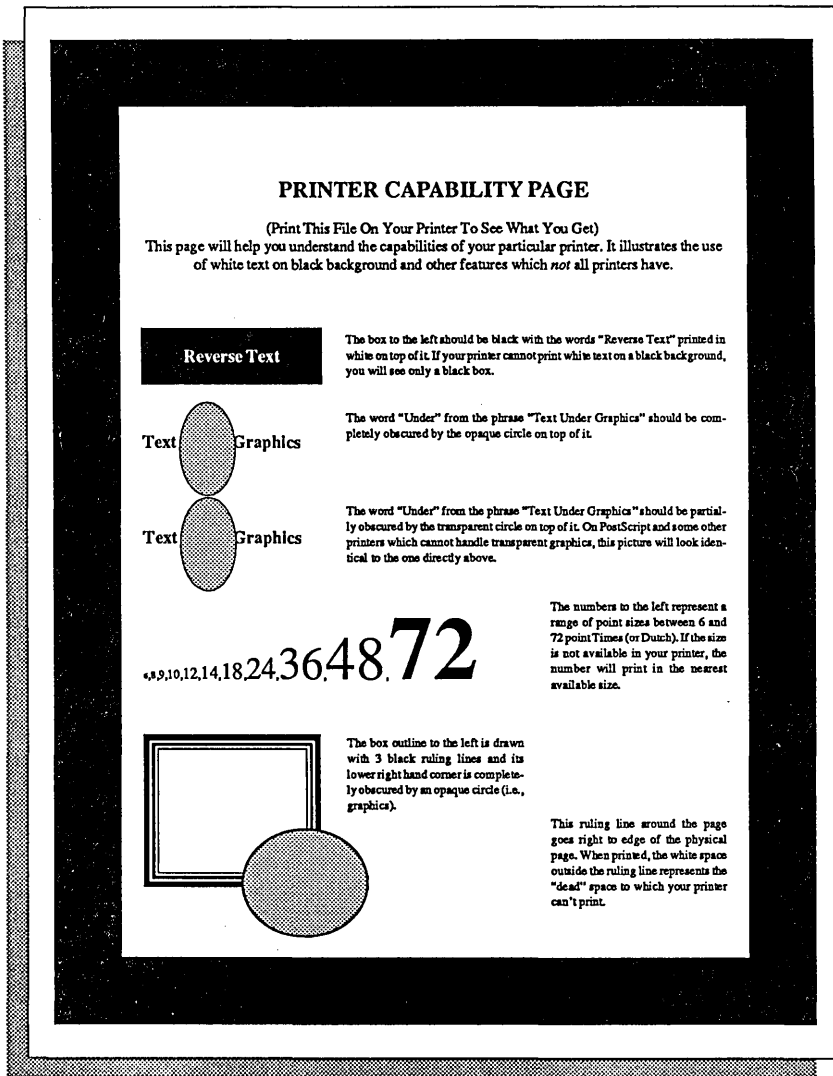 PRINTER CAPABILITY PAGE
(Print This File On Your Printer To See What You Get)
This page will help you understand the capabilities of your particular printer. It illustrates the use
of white text on black background and other features which not all printers have.
Reverse Text
The box to the left should be black with the words "Reverse Text" printed in
white on top of it. If your printer cannot print white text on a black background,
you will see only a black box.
Text Graphics
The word "Under" from the phrase "Text Under Graphics" should be com-
pletely obscured by the opaque circle on top of it.
Text Graphics
The word "Under" from the phrase "Text Under Graphics" should be partial-
ly obscured by the transparent circle on top of it. On PostScript and some other
printers which cannot handle transparent graphics, this picture will look iden-
tical to the one directly above.
6,8,9,10,12,14,18,24,36,48,72
The numbers to the left represent a
range of point sizes between 6 and
72 point Times (or Dutch). If the size
is not available in your printer, the
number will print in the nearest
available size.
The box outline to the left is drawn
with 3 black ruling lines and its
lower right hand corner is complete-
ly obscured by an opaque circle (i.e.,
graphics).
This ruling line around the page
goes right to edge of the physical
page. When printed, the white space
outside the ruling line represents the
"dead" space to which your printer
can't print.